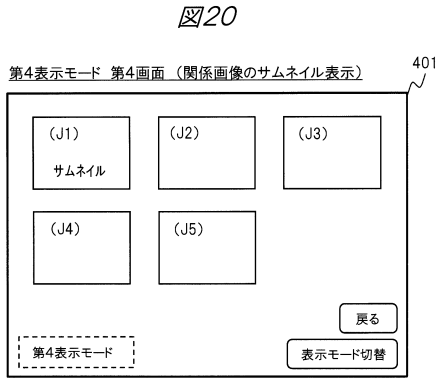 図20
第4表示モード 第4画面 (関係画像のサムネイル表示)
401
(J1)
サムネイル
(J2)
(J3)
(J4)
(J5)
戻る
第4表示モード
表示モード切替